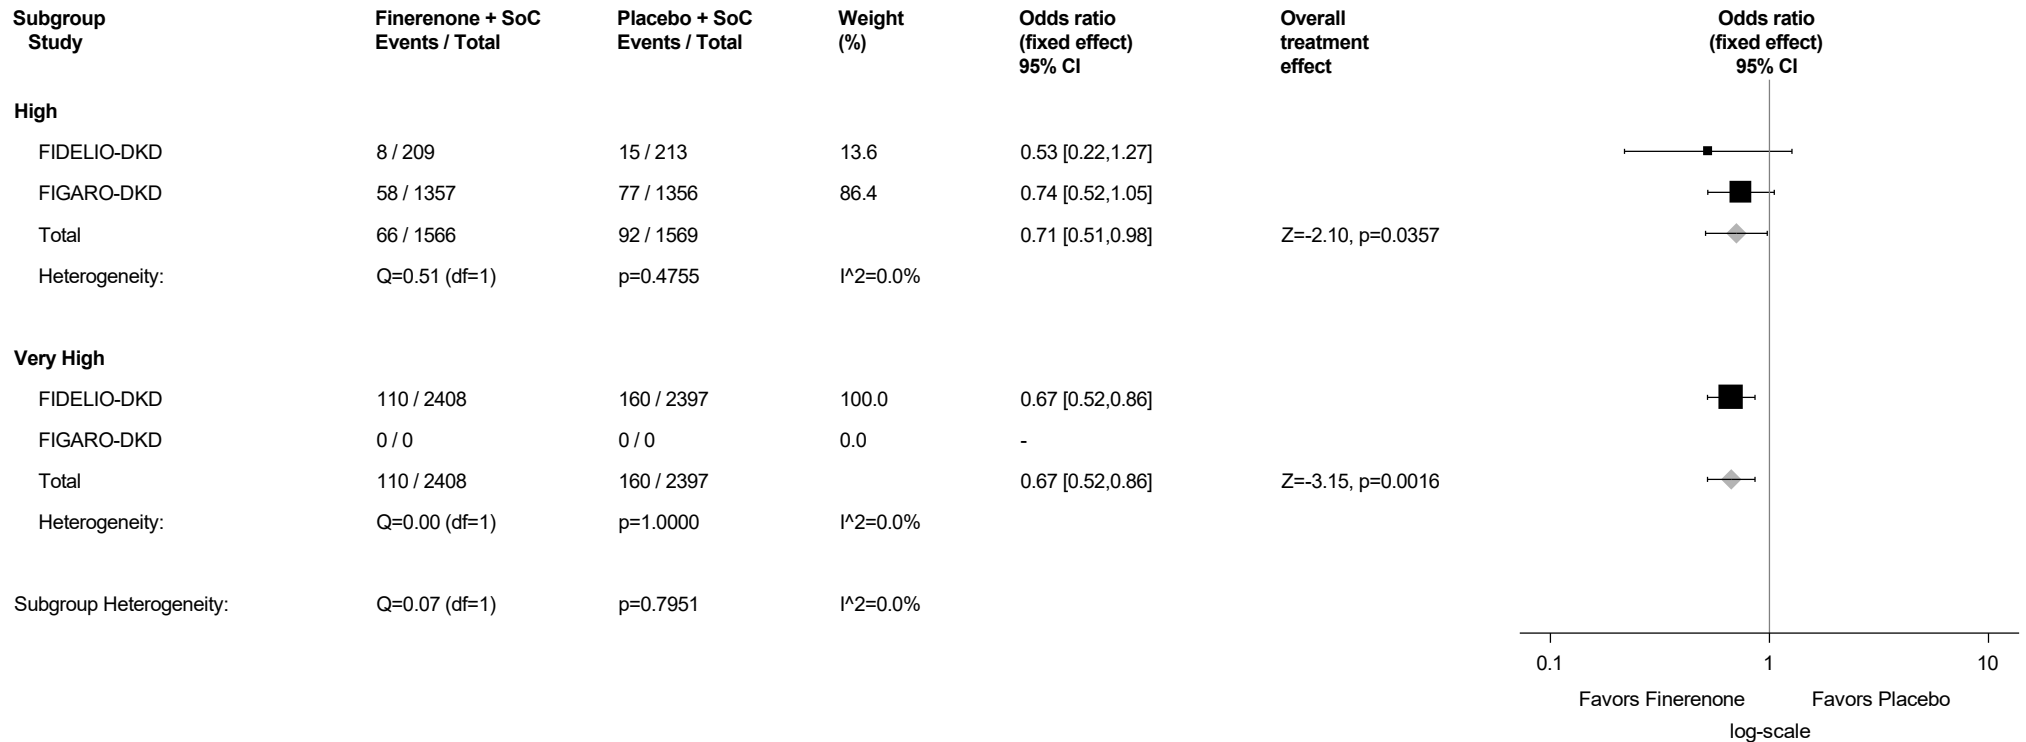 Subgroup Finerenone + SoC Placebo + SoC Weight Odds ratio Overall Odds ratio
Study Events / Total Events / Total (%) (fixed effect) treatment (fixed effect)
95% CI effect 95% CI
High
FIDELIO-DKD 8 / 209 15 / 213 13.6 0.53 [0.22,1.27]
FIGARO-DKD 58 / 1357 77 / 1356 86.4 0.74 [0.52,1.05]
Total 66 / 1566 92 / 1569 0.71 [0.51,0.98] Z=-2.10, p=0.0357
Heterogeneity: Q=0.51 (df=1) p=0.4755 I^2=0.0%
Very High
FIDELIO-DKD 110 / 2408 160 / 2397 100.0 0.67 [0.52,0.86]
FIGARO-DKD 0 / 0 0 / 0 0.0 -
Total 110 / 2408 160 / 2397 0.67 [0.52,0.86] Z=-3.15, p=0.0016
Heterogeneity: Q=0.00 (df=1) p=1.0000 I^2=0.0%
Subgroup Heterogeneity: Q=0.07 (df=1) p=0.7951 I^2=0.0%
0.1 1 10
Favors Finerenone Favors Placebo
log-scale